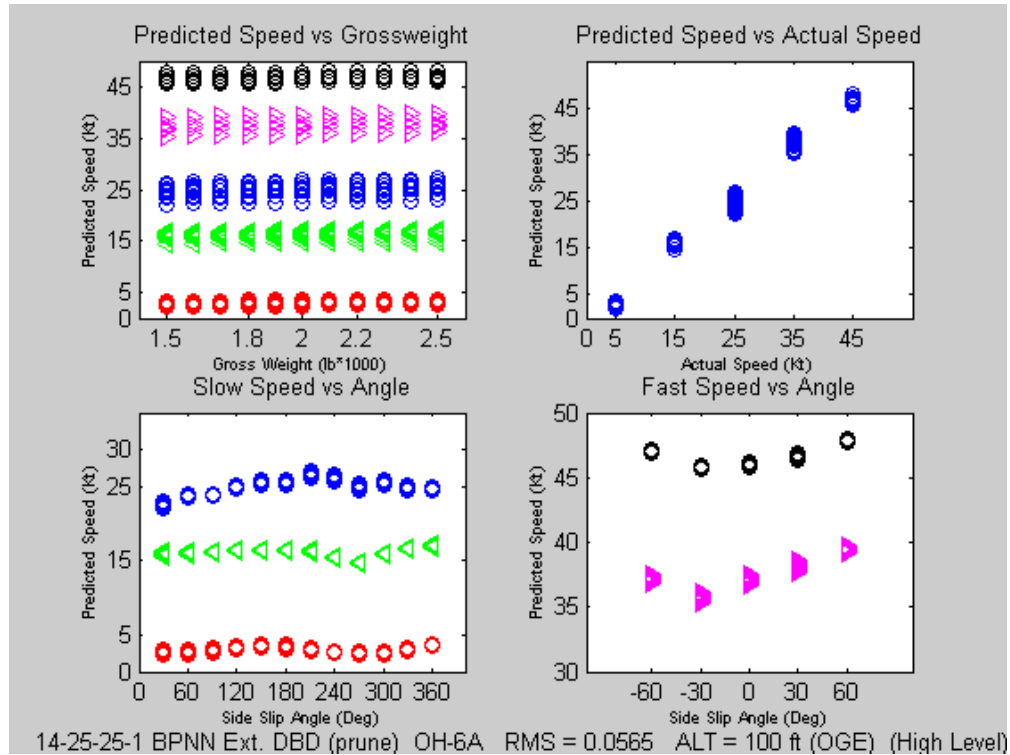 Predicted Speed vs Grossweight
Predicted Speed (Kt)
45
35
25
15
5
0
1.5 1.8 2 2.2 2.5
Gross Weight (lb*1000)
Predicted Speed vs Actual Speed
Predicted Speed (Kt)
45
35
25
15
5
0
0 5 15 25 35 45
Actual Speed (Kt)
Slow Speed vs Angle
Predicted Speed (Kt)
35
25
15
5
0
0 60 120 180 240 300 360
Side Slip Angle (Deg)
Fast Speed vs Angle
Predicted Speed (Kt)
50
45
40
35
30
-60 -30 0 30 60
Side Slip Angle (Deg)
14-25-25-1 BPNN Ext. DBD (prune) OH-6A RMS = 0.0565 ALT = 100 ft (OGE) (High Level)